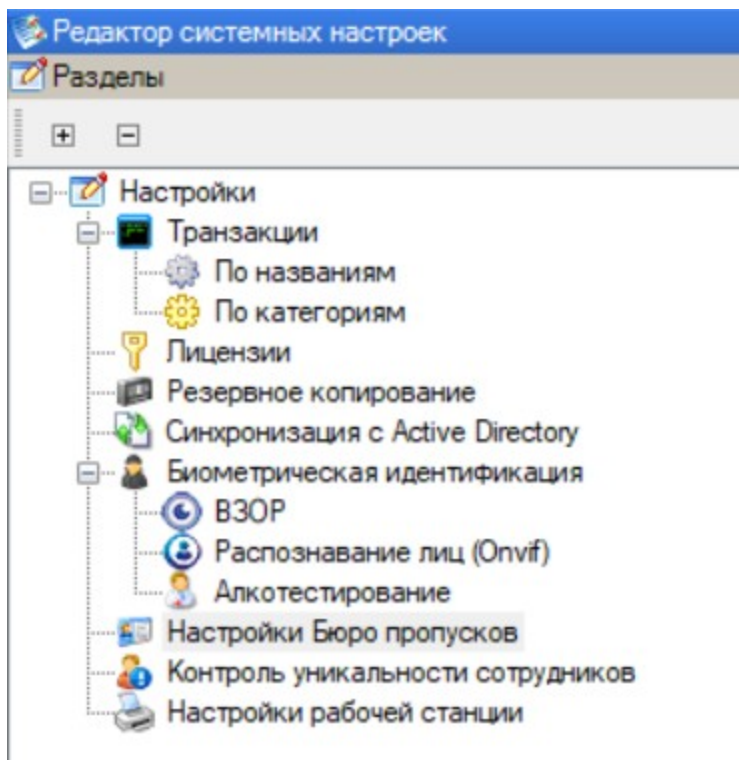 Редактор системных настроек
Разделы
Настройки
Транзакции
По названиям
По категориям
Лицензии
Резервное копирование
Синхронизация с Active Directory
Биометрическая идентификация
ВЗОР
Распознавание лиц (Onvif)
Алкотестирование
Настройки Бюро пропусков
Контроль уникальности сотрудников
Настройки рабочей станции